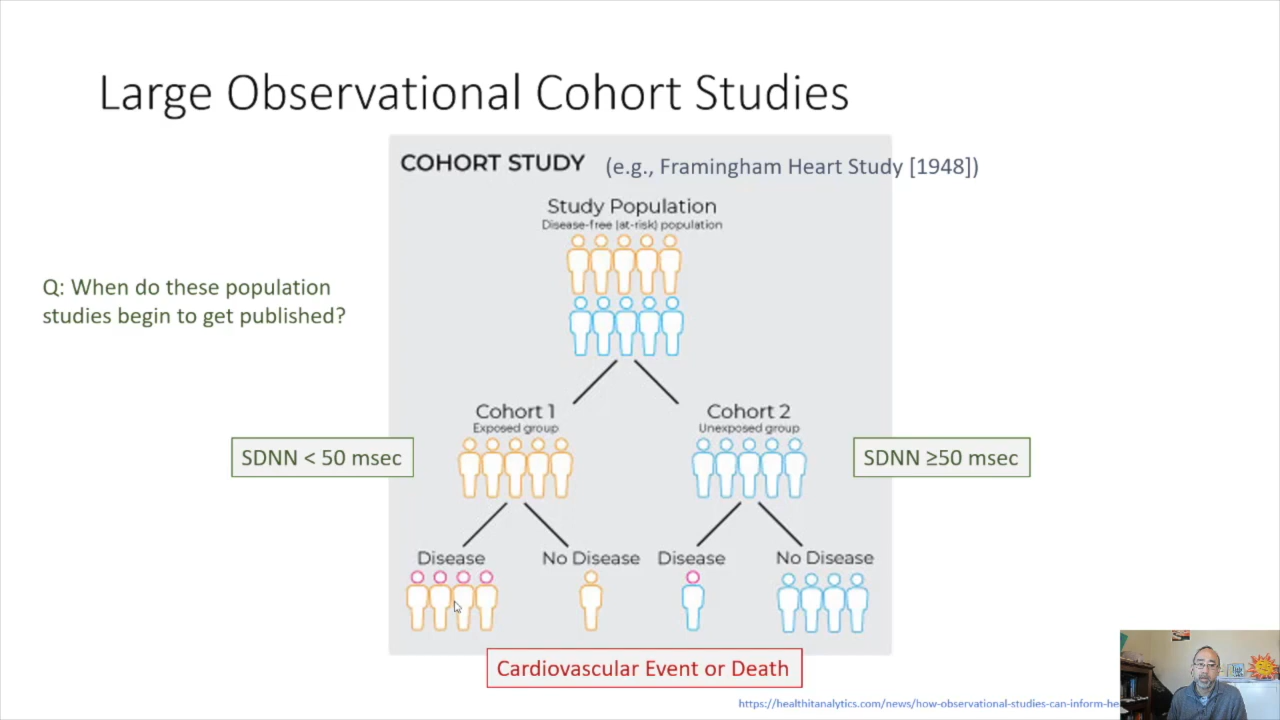 Large Observational Cohort Studies
COHORT STUDY (e.g., Framingham Heart Study [1948])
Study Population
Disease-free (at-risk) population
Q: When do these population
studies begin to get published?
Cohort 1
Exposed group
Cohort 2
Unexposed group
SDNN < 50 msec
SDNN ≥50 msec
Disease
No Disease
Disease
No Disease
Cardiovascular Event or Death
https://healthitanalytics.com/news/how-observational-studies-can-inform-he